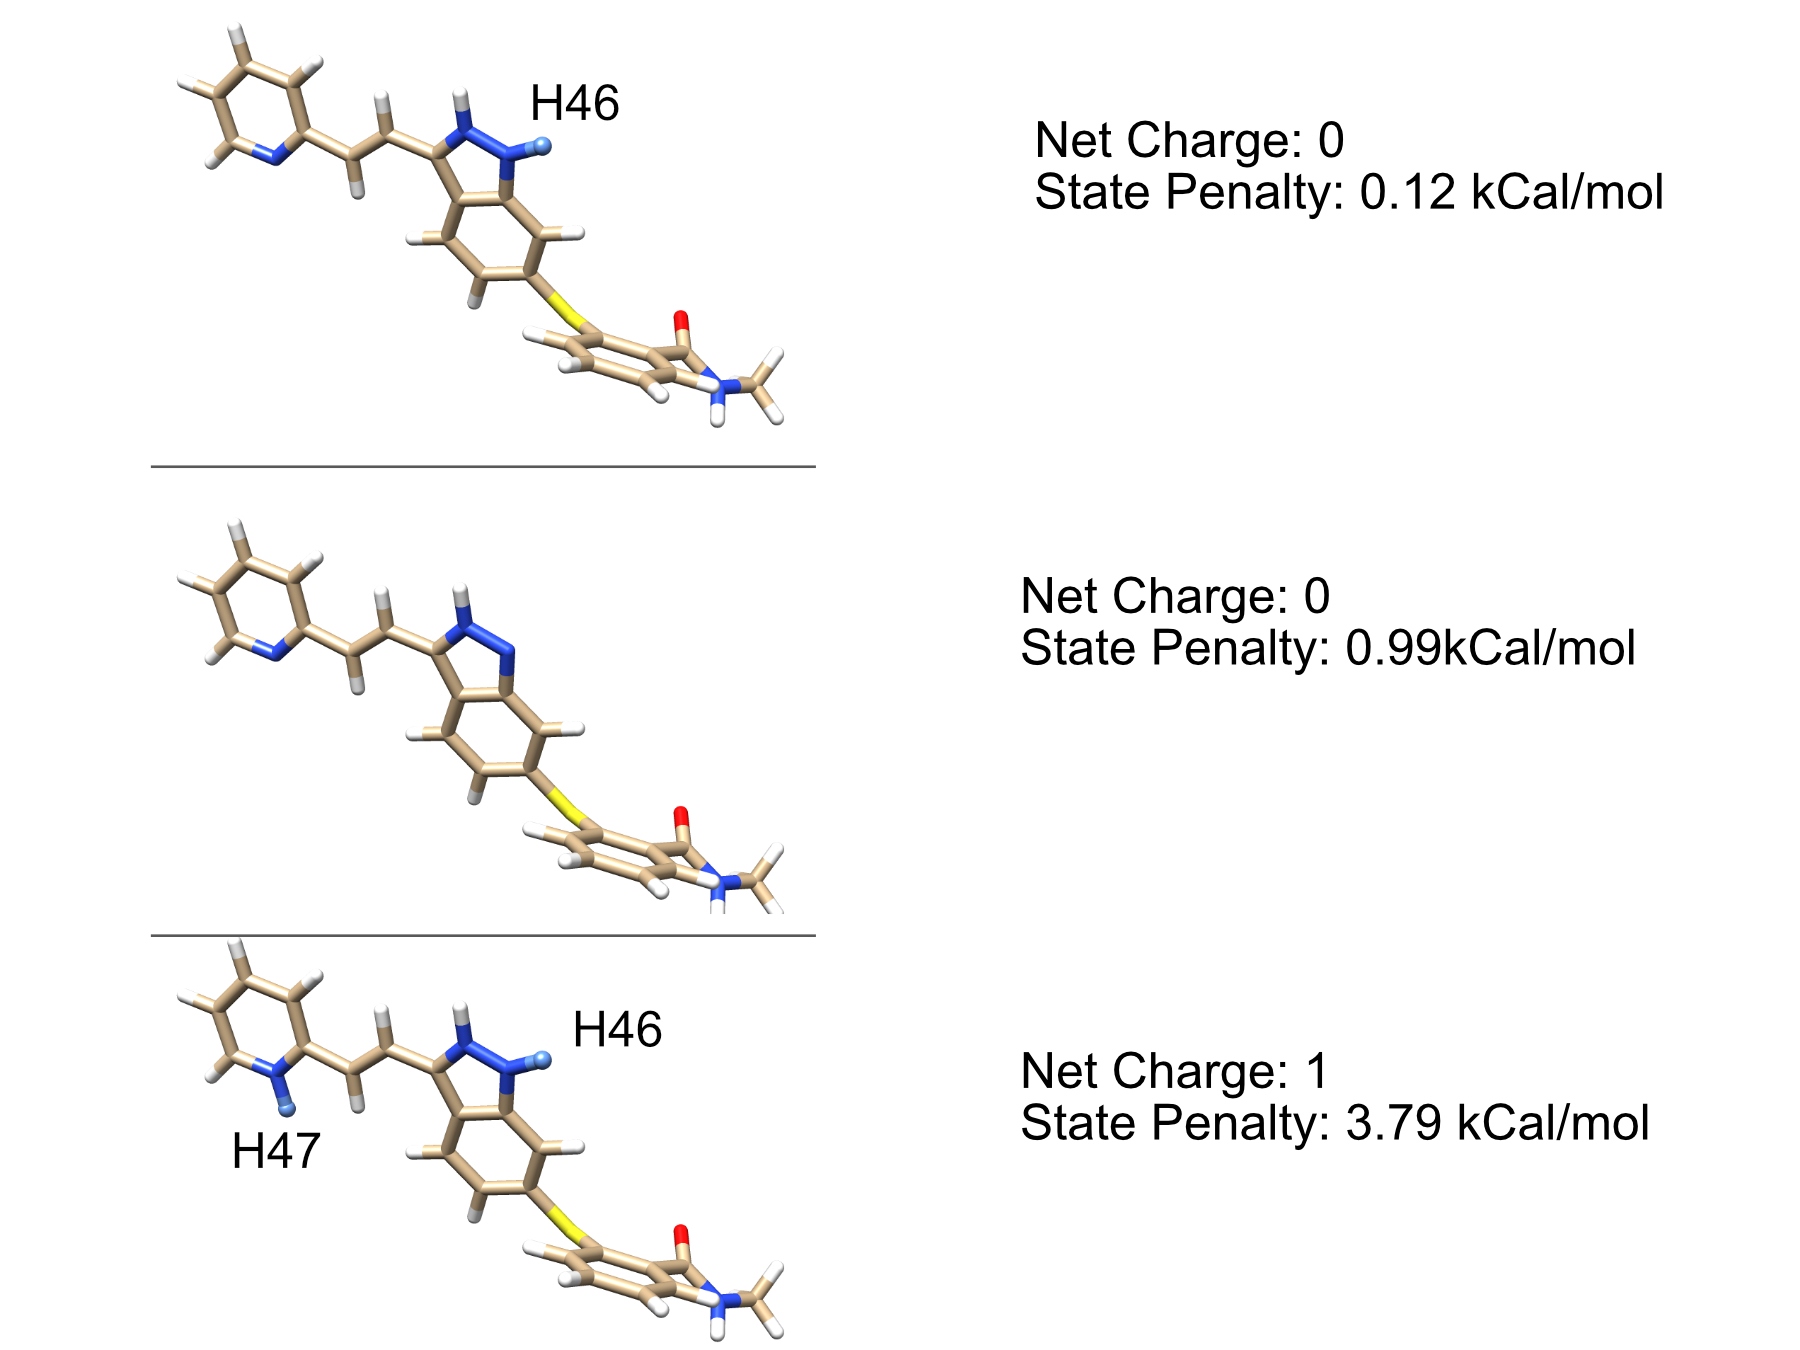 H46
Net Charge: 0
State Penalty: 0.12 kCal/mol
Net Charge: 0
State Penalty: 0.99kCal/mol
H46
H47
Net Charge: 1
State Penalty: 3.79 kCal/mol